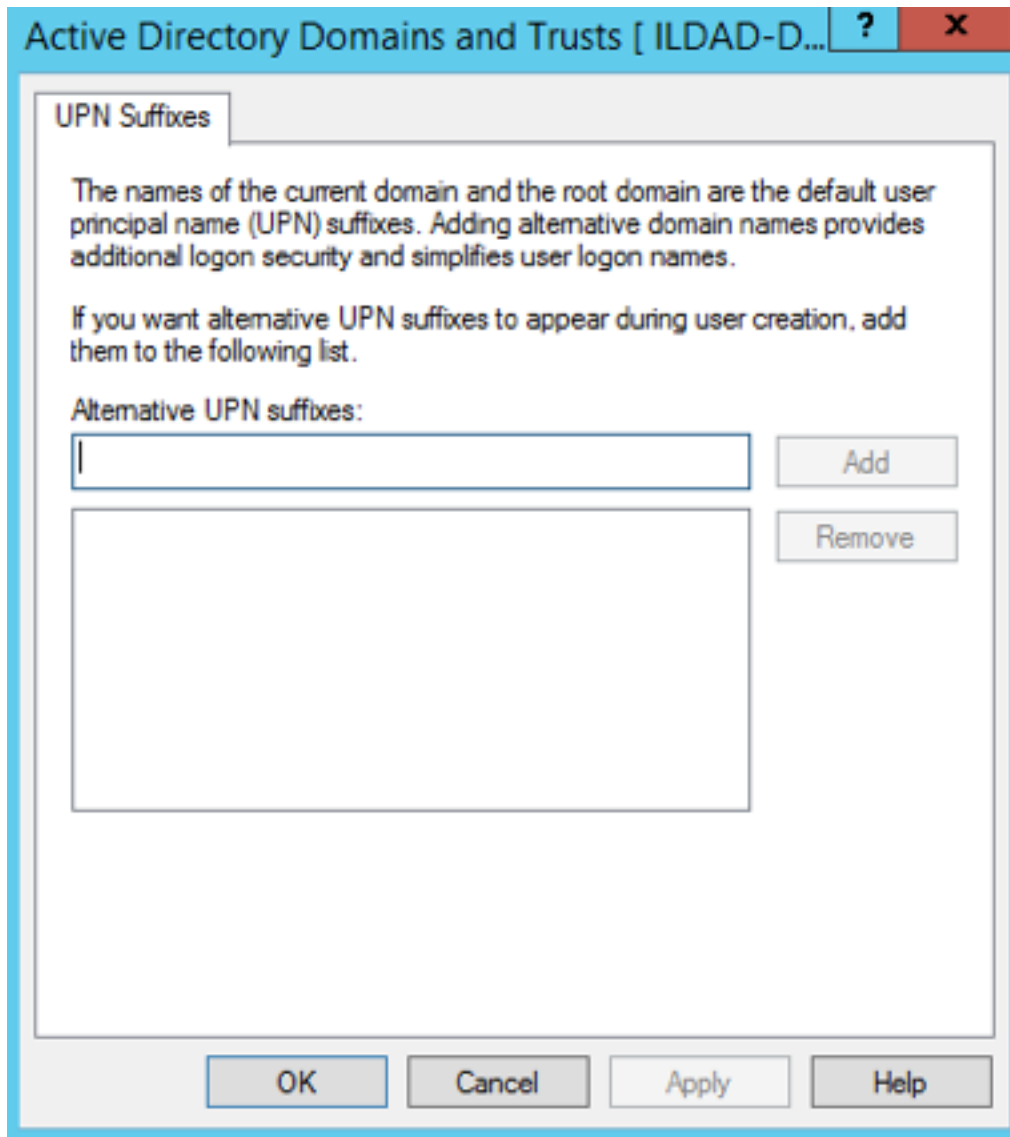 Active Directory Domains and Trusts [ ILDAD-D... ? x
UPN Suffixes
The names of the current domain and the root domain are the default user
principal name (UPN) suffixes. Adding alternative domain names provides
additional logon security and simplifies user logon names.
If you want alternative UPN suffixes to appear during user creation, add
them to the following list.
Alternative UPN suffixes:
Add
Remove
OK Cancel Apply Help